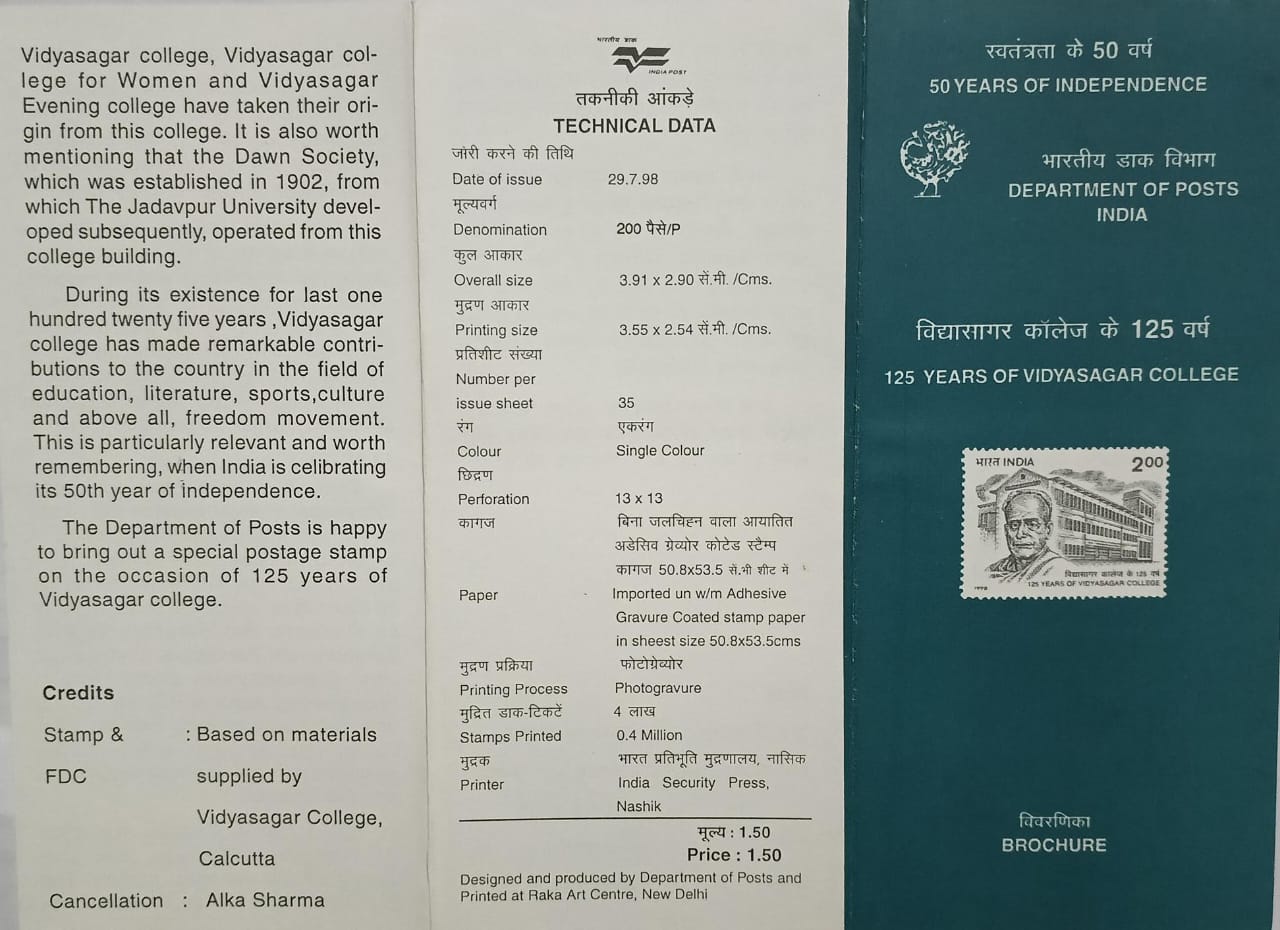 Vidyasagar college, Vidyasagar col-
lege for Women and Vidyasagar
Evening college have taken their ori-
gin from this college. It is also worth
mentioning that the Dawn Society,
which was established in 1902, from
which The Jadavpur University devel-
oped subsequently, operated from this
college building.
During its existence for last one
hundred twenty five years ,Vidyasagar
college has made remarkable contri-
butions to the country in the field of
education, literature, sports,culture
and above all, freedom movement.
This is particularly relevant and worth
remembering, when India is celibrating
its 50th year of independence.
The Department of Posts is happy
to bring out a special postage stamp
on the occasion of 125 years of
Vidyasagar college.
Credits
Stamp & : Based on materials
FDC supplied by
Vidyasagar College,
Calcutta
Cancellation : Alka Sharma
भारतीय डाक
INDIA POST
तकनीकी आंकड़े
TECHNICAL DATA
जारी करने की तिथि
Date of issue 29.7.98
मूल्यवर्ग
Denomination 200 पैसे/P
कुल आकार
Overall size 3.91 x 2.90 सें.मी. /Cms.
मुद्रण आकार
Printing size 3.55 x 2.54 सें.मी. /Cms.
प्रतिशीट संख्या
Number per
issue sheet 35
रंग एकरंग
Colour Single Colour
छिद्रण
Perforation 13 x 13
कागज बिना जलचिह्न वाला आयातित
अडेसिव ग्रेव्योर कोटेड स्टैम्प
कागज 50.8x53.5 सें.मी शीट में
Paper Imported un w/m Adhesive
Gravure Coated stamp paper
in sheest size 50.8x53.5cms
मुद्रण प्रक्रिया फोटोग्रेव्योर
Printing Process Photogravure
मुद्रित डाक-टिकटें 4 लाख
Stamps Printed 0.4 Million
मुद्रक भारत प्रतिभूति मुद्रणालय, नासिक
Printer India Security Press,
Nashik
मूल्य : 1.50
Price : 1.50
Designed and produced by Department of Posts and
Printed at Raka Art Centre, New Delhi
स्वतंत्रता के 50 वर्ष
50 YEARS OF INDEPENDENCE
भारतीय डाक विभाग
DEPARTMENT OF POSTS
INDIA
विद्यासागर कॉलेज के 125 वर्ष
125 YEARS OF VIDYASAGAR COLLEGE
भारत INDIA 200
विद्यासागर कालेज के 125 वर्ष
1998 125 YEARS OF VIDYASAGAR COLLEGE
विवरणिका
BROCHURE